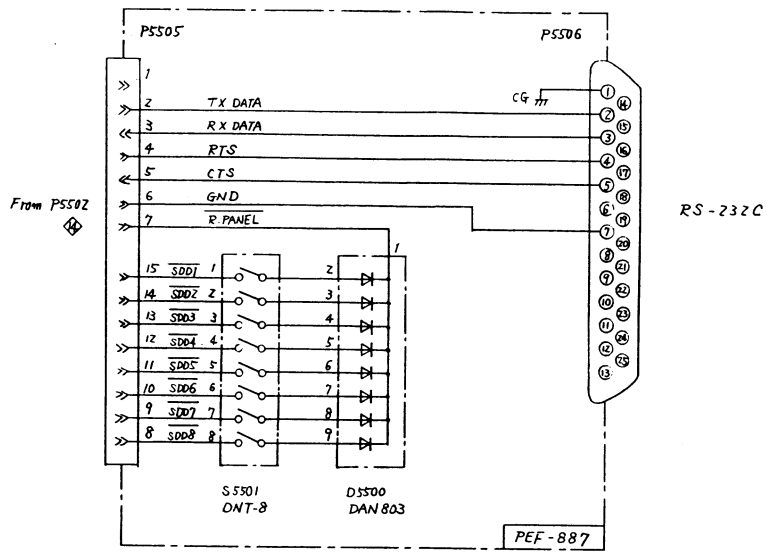 P5505 P5506
1
2 TX DATA
3 RX DATA
4 RTS
5 CTS
6 GND
7 R.PANEL
From P5502
14
CG
1
15 SDD1 1 2
14 SDD2 2 3
13 SDD3 3 4
12 SDD4 4 5
11 SDD5 5 6
10 SDD6 6 7
9 SDD7 7 8
8 SDD8 8 9
1
2
3
4
5
6
7
8
9
10
11
12
13
14
15
16
17
18
19
20
21
22
23
24
25
RS-232C
S5501
DNT-8
D5500
DAN803
PEF-887